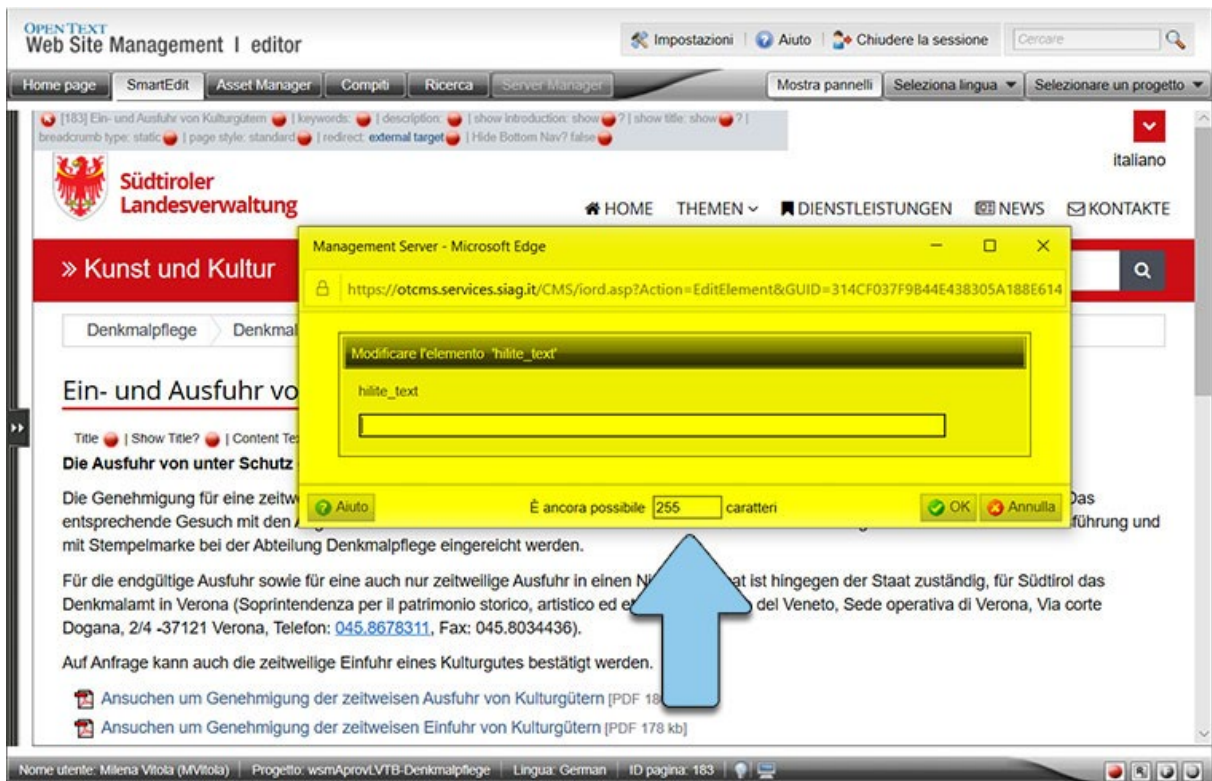 OPENTEXT
Web Site Management | editor
Impostazioni | Aiuto | Chiudere la sessione Cercare
Home page SmartEdit Asset Manager Compiti Ricerca Server Manager Mostra pannelli Seleziona lingua Selezionare un progetto
[183] Ein- und Ausfuhr von Kulturgütern | keywords: | description: | show introduction: show ? | show title: show ? |
breadcrumb type: static | page style: standard | redirect: external target | Hide Bottom Nav? false
italiano
Südtiroler
Landesverwaltung
HOME THEMEN DIENSTLEISTUNGEN NEWS KONTAKTE
» Kunst und Kultur
Management Server - Microsoft Edge
https://otcms.services.siag.it/CMS/iord.asp?Action=EditElement&GUID=314CF037F9B44E438305A188E614
Denkmalpflege Denkmal
Modificare l'elemento 'hilite_text'
hilite_text
Ein- und Ausfuhr vo
Title | Show Title? | Content Te
Die Ausfuhr von unter Schutz
Aiuto È ancora possibile 255 caratteri OK Annulla
Die Genehmigung für eine zeitw Das
entsprechende Gesuch mit den führung und
mit Stempelmarke bei der Abteilung Denkmalpflege eingereicht werden.
Für die endgültige Ausfuhr sowie für eine auch nur zeitweilige Ausfuhr in einen Ni at ist hingegen der Staat zuständig, für Südtirol das
Denkmalamt in Verona (Soprintendenza per il patrimonio storico, artistico ed e del Veneto, Sede operativa di Verona, Via corte
Dogana, 2/4 -37121 Verona, Telefon: 045.8678311, Fax: 045.8034436).
Auf Anfrage kann auch die zeitweilige Einfuhr eines Kulturgutes bestätigt werden.
Ansuchen um Genehmigung der zeitweisen Ausfuhr von Kulturgütern [PDF 18
Ansuchen um Genehmigung der zeitweisen Einfuhr von Kulturgütern [PDF 178 kb]
Nome utente: Milena Vitola (MVitola) | Progetto: wsmAprovLVTB-Denkmalpflege | Lingua: German | ID pagina: 183